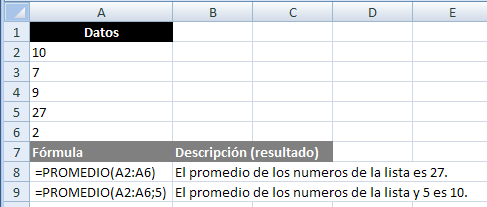 A B C D E
1 Datos
2 10
3 7
4 9
5 27
6 2
7 Fórmula Descripción (resultado)
8 =PROMEDIO(A2:A6) El promedio de los numeros de la lista es 27.
9 =PROMEDIO(A2:A6;5) El promedio de los numeros de la lista y 5 es 10.